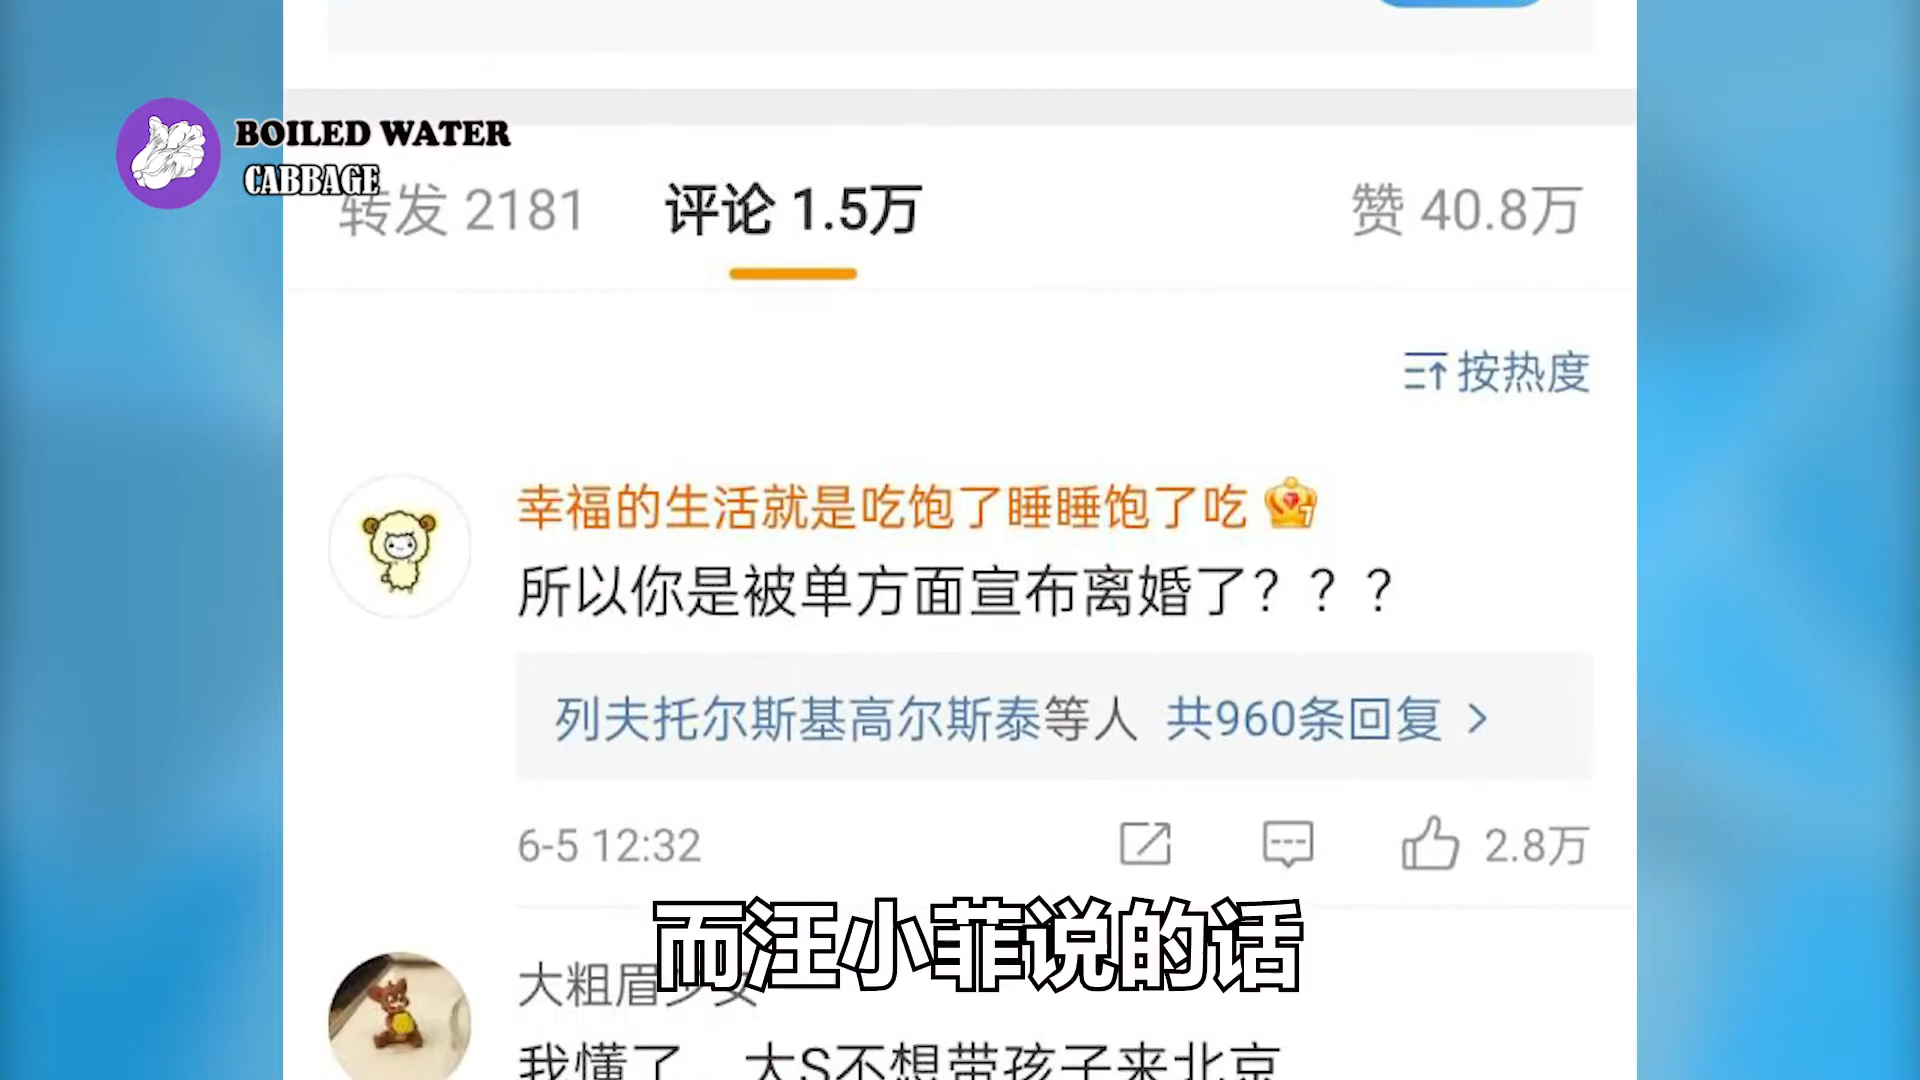 BOILED WATER
CABBAGE
转发 2181 评论 1.5万 赞 40.8万
按热度
幸福的生活就是吃饱了睡睡饱了吃
所以你是被单方面宣布离婚了？？？
列夫托尔斯基高尔斯泰等人 共960条回复 >
6-5 12:32 2.8万
而汪小菲说的话
大粗眉少女
我懂了，大S不想带孩子来北京